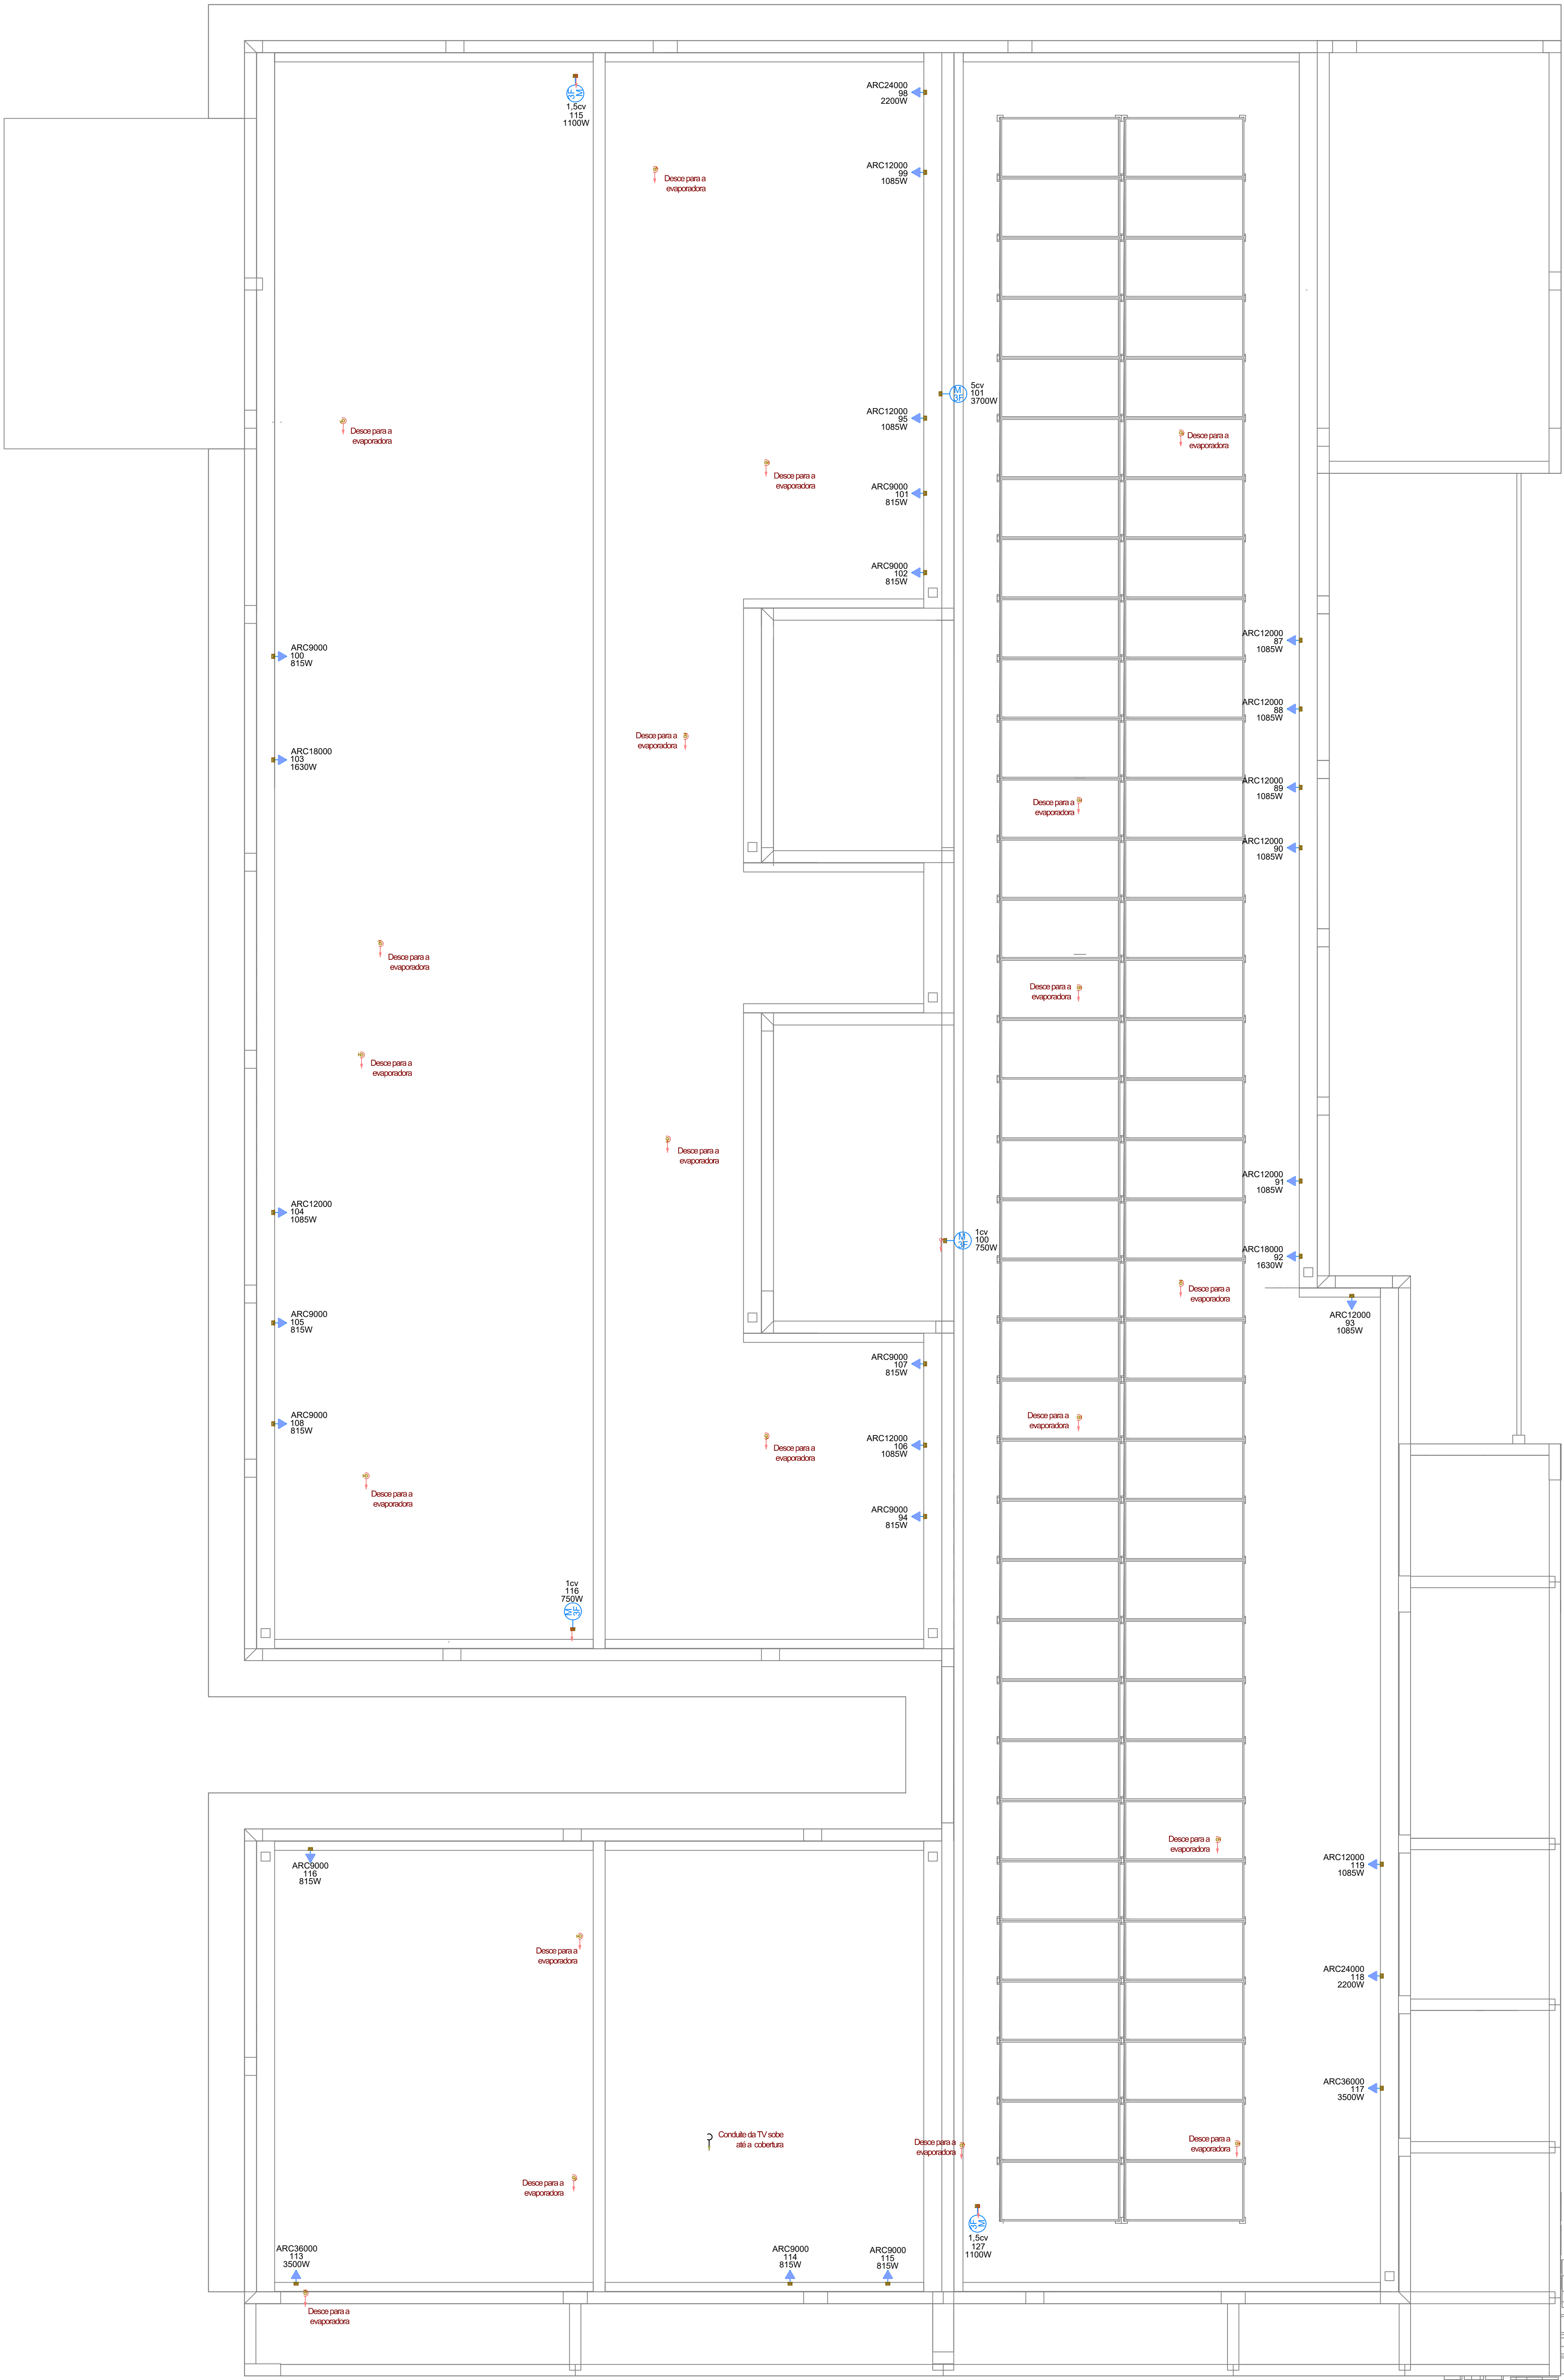 3F
M
1,5cv
115
1100W
ARC24000
98
2200W
ARC12000
99
1085W
Desce para a
evaporadora
M
3F
5cv
101
3700W
ARC12000
95
1085W
Desce para a
evaporadora
Desce para a
evaporadora
Desce para a
evaporadora
ARC9000
101
815W
ARC9000
102
815W
ARC9000
100
815W
ARC12000
87
1085W
ARC12000
88
1085W
Desce para a
evaporadora
ARC18000
103
1630W
ARC12000
89
1085W
Desce para a
evaporadora
ARC12000
90
1085W
Desce para a
evaporadora
Desce para a
evaporadora
Desce para a
evaporadora
Desce para a
evaporadora
ARC12000
91
1085W
ARC12000
104
1085W
M
3F
1cv
100
750W
ARC18000
92
1630W
Desce para a
evaporadora
ARC9000
105
815W
ARC12000
93
1085W
ARC9000
107
815W
ARC9000
108
815W
Desce para a
evaporadora
ARC12000
106
1085W
Desce para a
evaporadora
Desce para a
evaporadora
ARC9000
94
815W
1cv
116
750W
M
3F
Desce para a
evaporadora
ARC12000
119
1085W
ARC9000
116
815W
Desce para a
evaporadora
ARC24000
118
2200W
ARC36000
117
3500W
Conduite da TV sobe
até a cobertura
Desce para a
evaporadora
Desce para a
evaporadora
Desce para a
evaporadora
3F
M
1,5cv
127
1100W
ARC36000
113
3500W
ARC9000
114
815W
ARC9000
115
815W
Desce para a
evaporadora